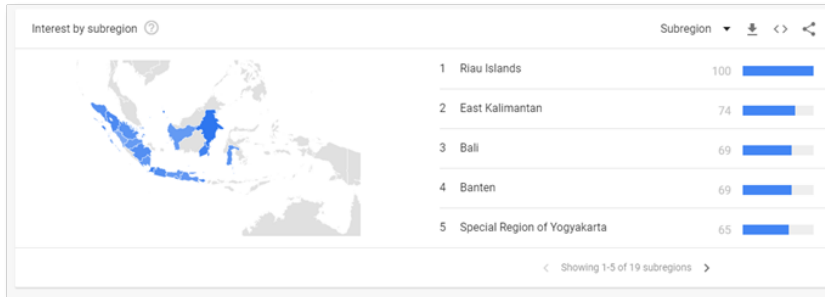 Interest by subregion
Subregion
1 Riau Islands 100
2 East Kalimantan 74
3 Bali 69
4 Banten 69
5 Special Region of Yogyakarta 65
Showing 1-5 of 19 subregions